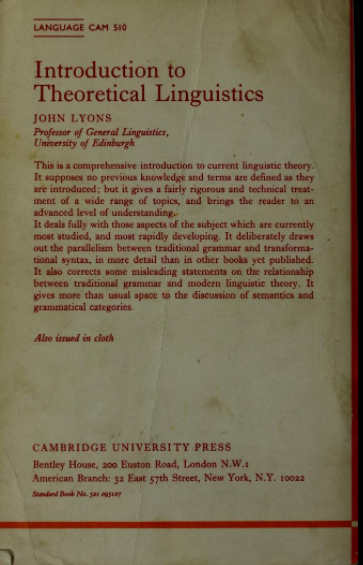 LANGUAGE CAM 510
Introduction to
Theoretical Linguistics
JOHN LYONS
Professor of General Linguistics,
University of Edinburgh
This is a comprehensive introduction to current linguistic theory.
It supposes no previous knowledge and terms are defined as they
are introduced; but it gives a fairly rigorous and technical treat-
ment of a wide range of topics, and brings the reader to an
advanced level of understanding.
It deals fully with those aspects of the subject which are currently
most studied, and most rapidly developing. It deliberately draws
out the parallelism between traditional grammar and transforma-
tional syntax, in more detail than in other books yet published.
It also corrects some misleading statements on the relationship
between traditional grammar and modern linguistic theory. It
gives more than usual space to the discussion of semantics and
grammatical categories.
Also issued in cloth
CAMBRIDGE UNIVERSITY PRESS
Bentley House, 200 Euston Road, London N.W.1
American Branch: 32 East 57th Street, New York, N.Y. 10022
Standard Book No. 521 095107